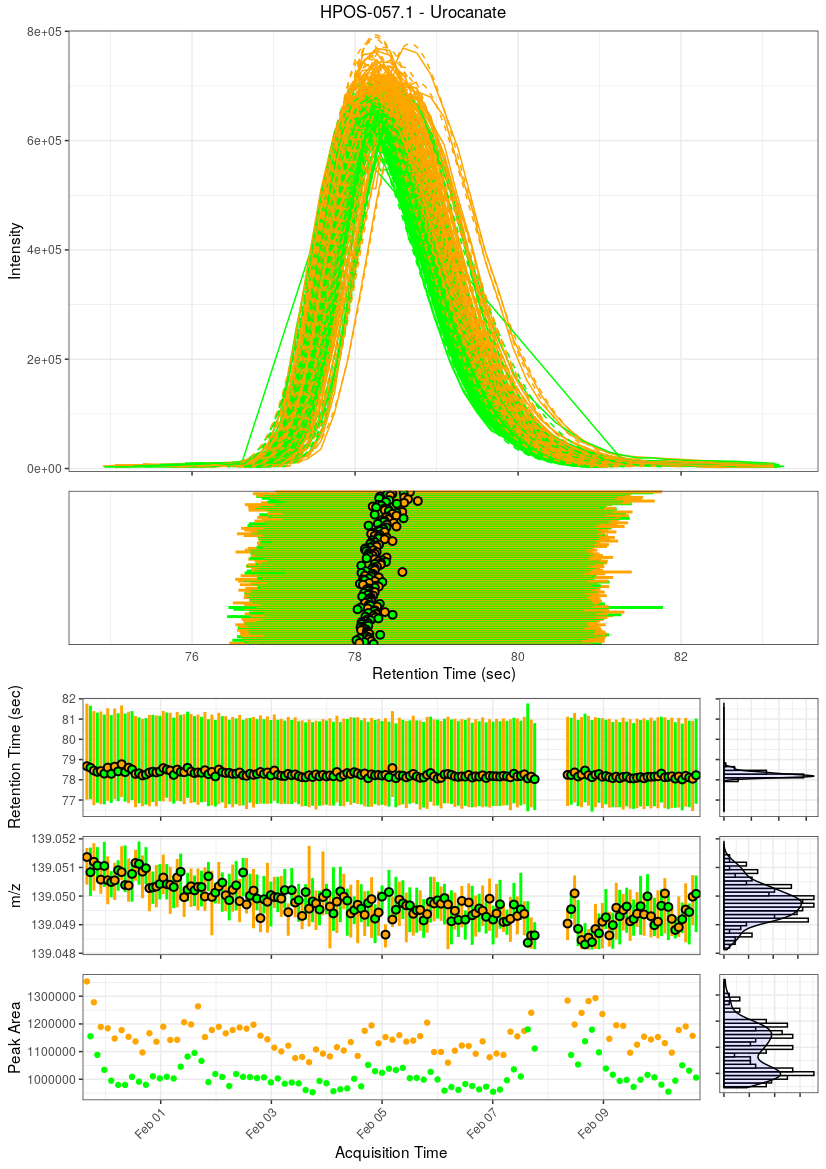 HPOS-057.1 - Urocanate
8e+05
6e+05
4e+05
2e+05
0e+00
Intensity
76 78 80 82
Retention Time (sec)
82
81
80
79
78
77
Retention Time (sec)
139.052
139.051
139.050
139.049
139.048
m/z
1300000
1200000
1100000
1000000
Peak Area
Feb 01 Feb 03 Feb 05 Feb 07 Feb 09
Acquisition Time